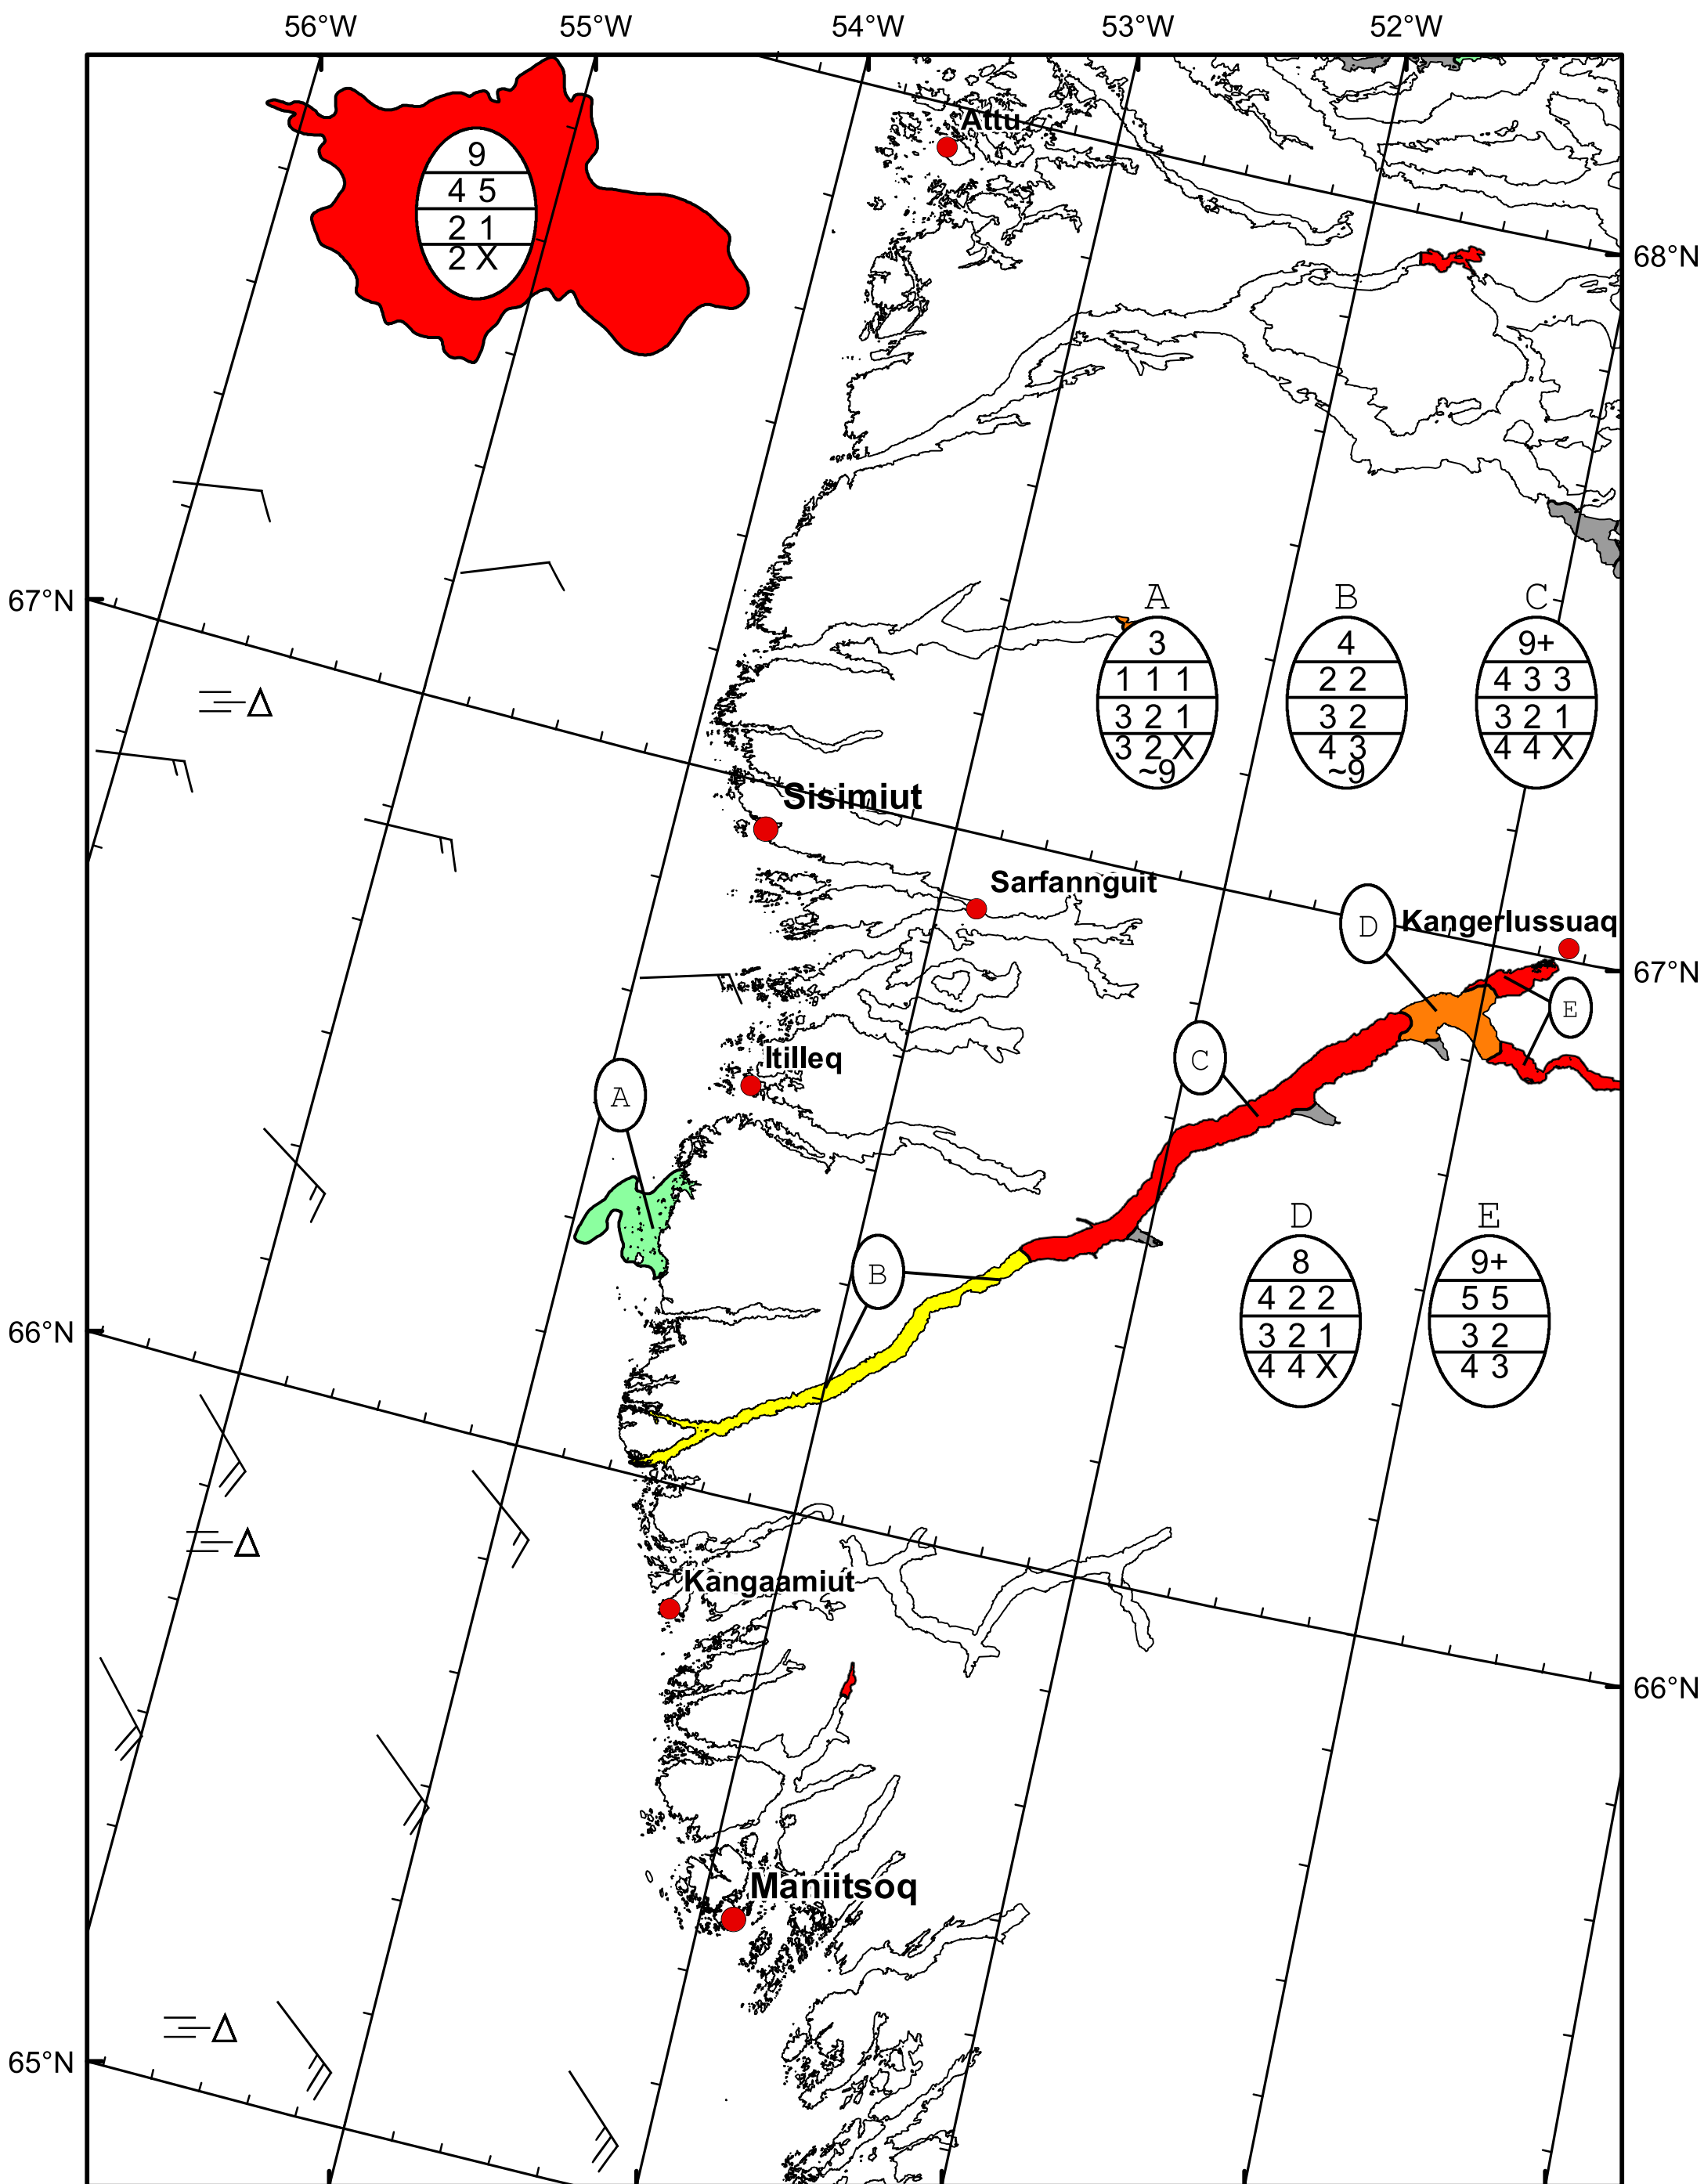 56°W 55°W 54°W 53°W 52°W
Attu
9
4 5
2 1
2 X
68°N
67°N
A B C
3 4 9+
1 1 1 2 2 4 3 3
3 2 1 3 2 3 2 1
3 2 X 4 3 4 4 X
~9 ~9
Sisimiut
Sarfannguit
D Kangerlussuaq
67°N
E
Itilleq
C
A
D E
B
8 9+
4 2 2 5 5
3 2 1 3 2
4 4 X 4 3
66°N
Kangaamiut
66°N
Maniitsoq
65°N